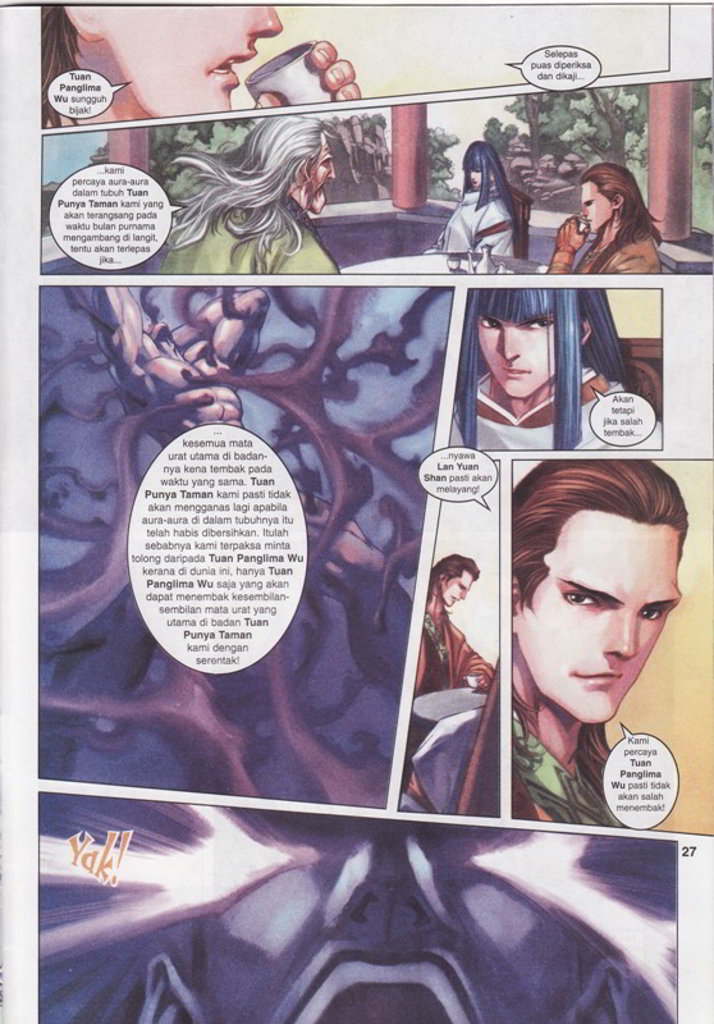 Tuan
Panglima
Wu sungguh
bijak!
Selepas
puas diperiksa
dan dikaji...
...kami
percaya aura-aura
dalam tubuh Tuan
Punya Taman kami yang
akan terangsang pada
waktu bulan purnama
mengambang di langit,
tentu akan terlepas
jika...
...
kesemua mata
urat utama di badan-
nya kena tembak pada
waktu yang sama. Tuan
Punya Taman kami pasti tidak
akan mengganas lagi apabila
aura-aura di dalam tubuhnya itu
telah habis dibersihkan. Itulah
sebabnya kami terpaksa minta
tolong daripada Tuan Panglima Wu
kerana di dunia ini, hanya Tuan
Panglima Wu saja yang akan
dapat menembak kesembilan-
sembilan mata urat yang
utama di badan Tuan
Punya Taman
kami dengan
serentak!
Akan
tetapi
jika salah
tembak...
...nyawa
Lan Yuan
Shan pasti akan
melayang!
Kami
percaya
Tuan
Panglima
Wu pasti tidak
akan salah
menembak!
27
Yak!